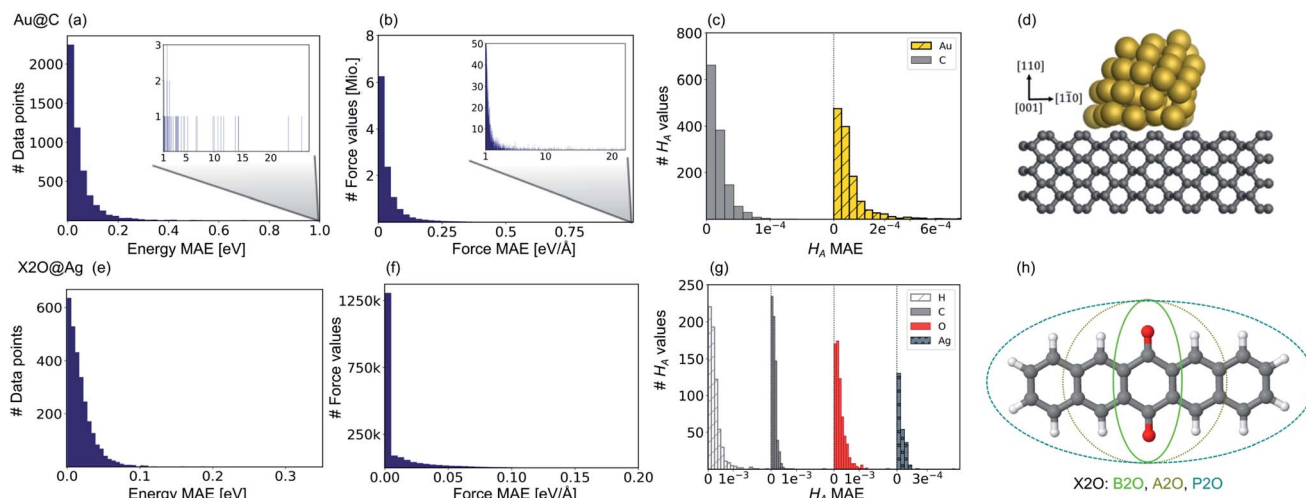 Au@C (a)
# Data points
2000
1500
1000
500
0.0 0.2 0.4 0.6 0.8 1.0
Energy MAE [eV]
3
2
1
1 5 10 15 20
(b)
# Force values [Mio.]
8
6
4
2
0 0.25 0.5 0.75
Force MAE [eV/Å]
50
40
30
20
10
1 10 20
(c)
# H_A values
800
600
400
200
0
0 1e-4 0 2e-4 6e-4
H_A MAE
Au
C
(d)
[110]
[11̄0]
[001]
X2O@Ag (e)
# Data points
600
400
200
0.0 0.1 0.2 0.3
Energy MAE [eV]
(f)
# Force values
1250k
750k
250k
0.00 0.05 0.10 0.15 0.20
Force MAE [eV/Å]
(g)
# H_A values
250
200
150
100
50
0 1e-3 0 1e-3 0 1e-3 0 3e-4
H_A MAE
H
C
O
Ag
(h)
X2O: B2O, A2O, P2O